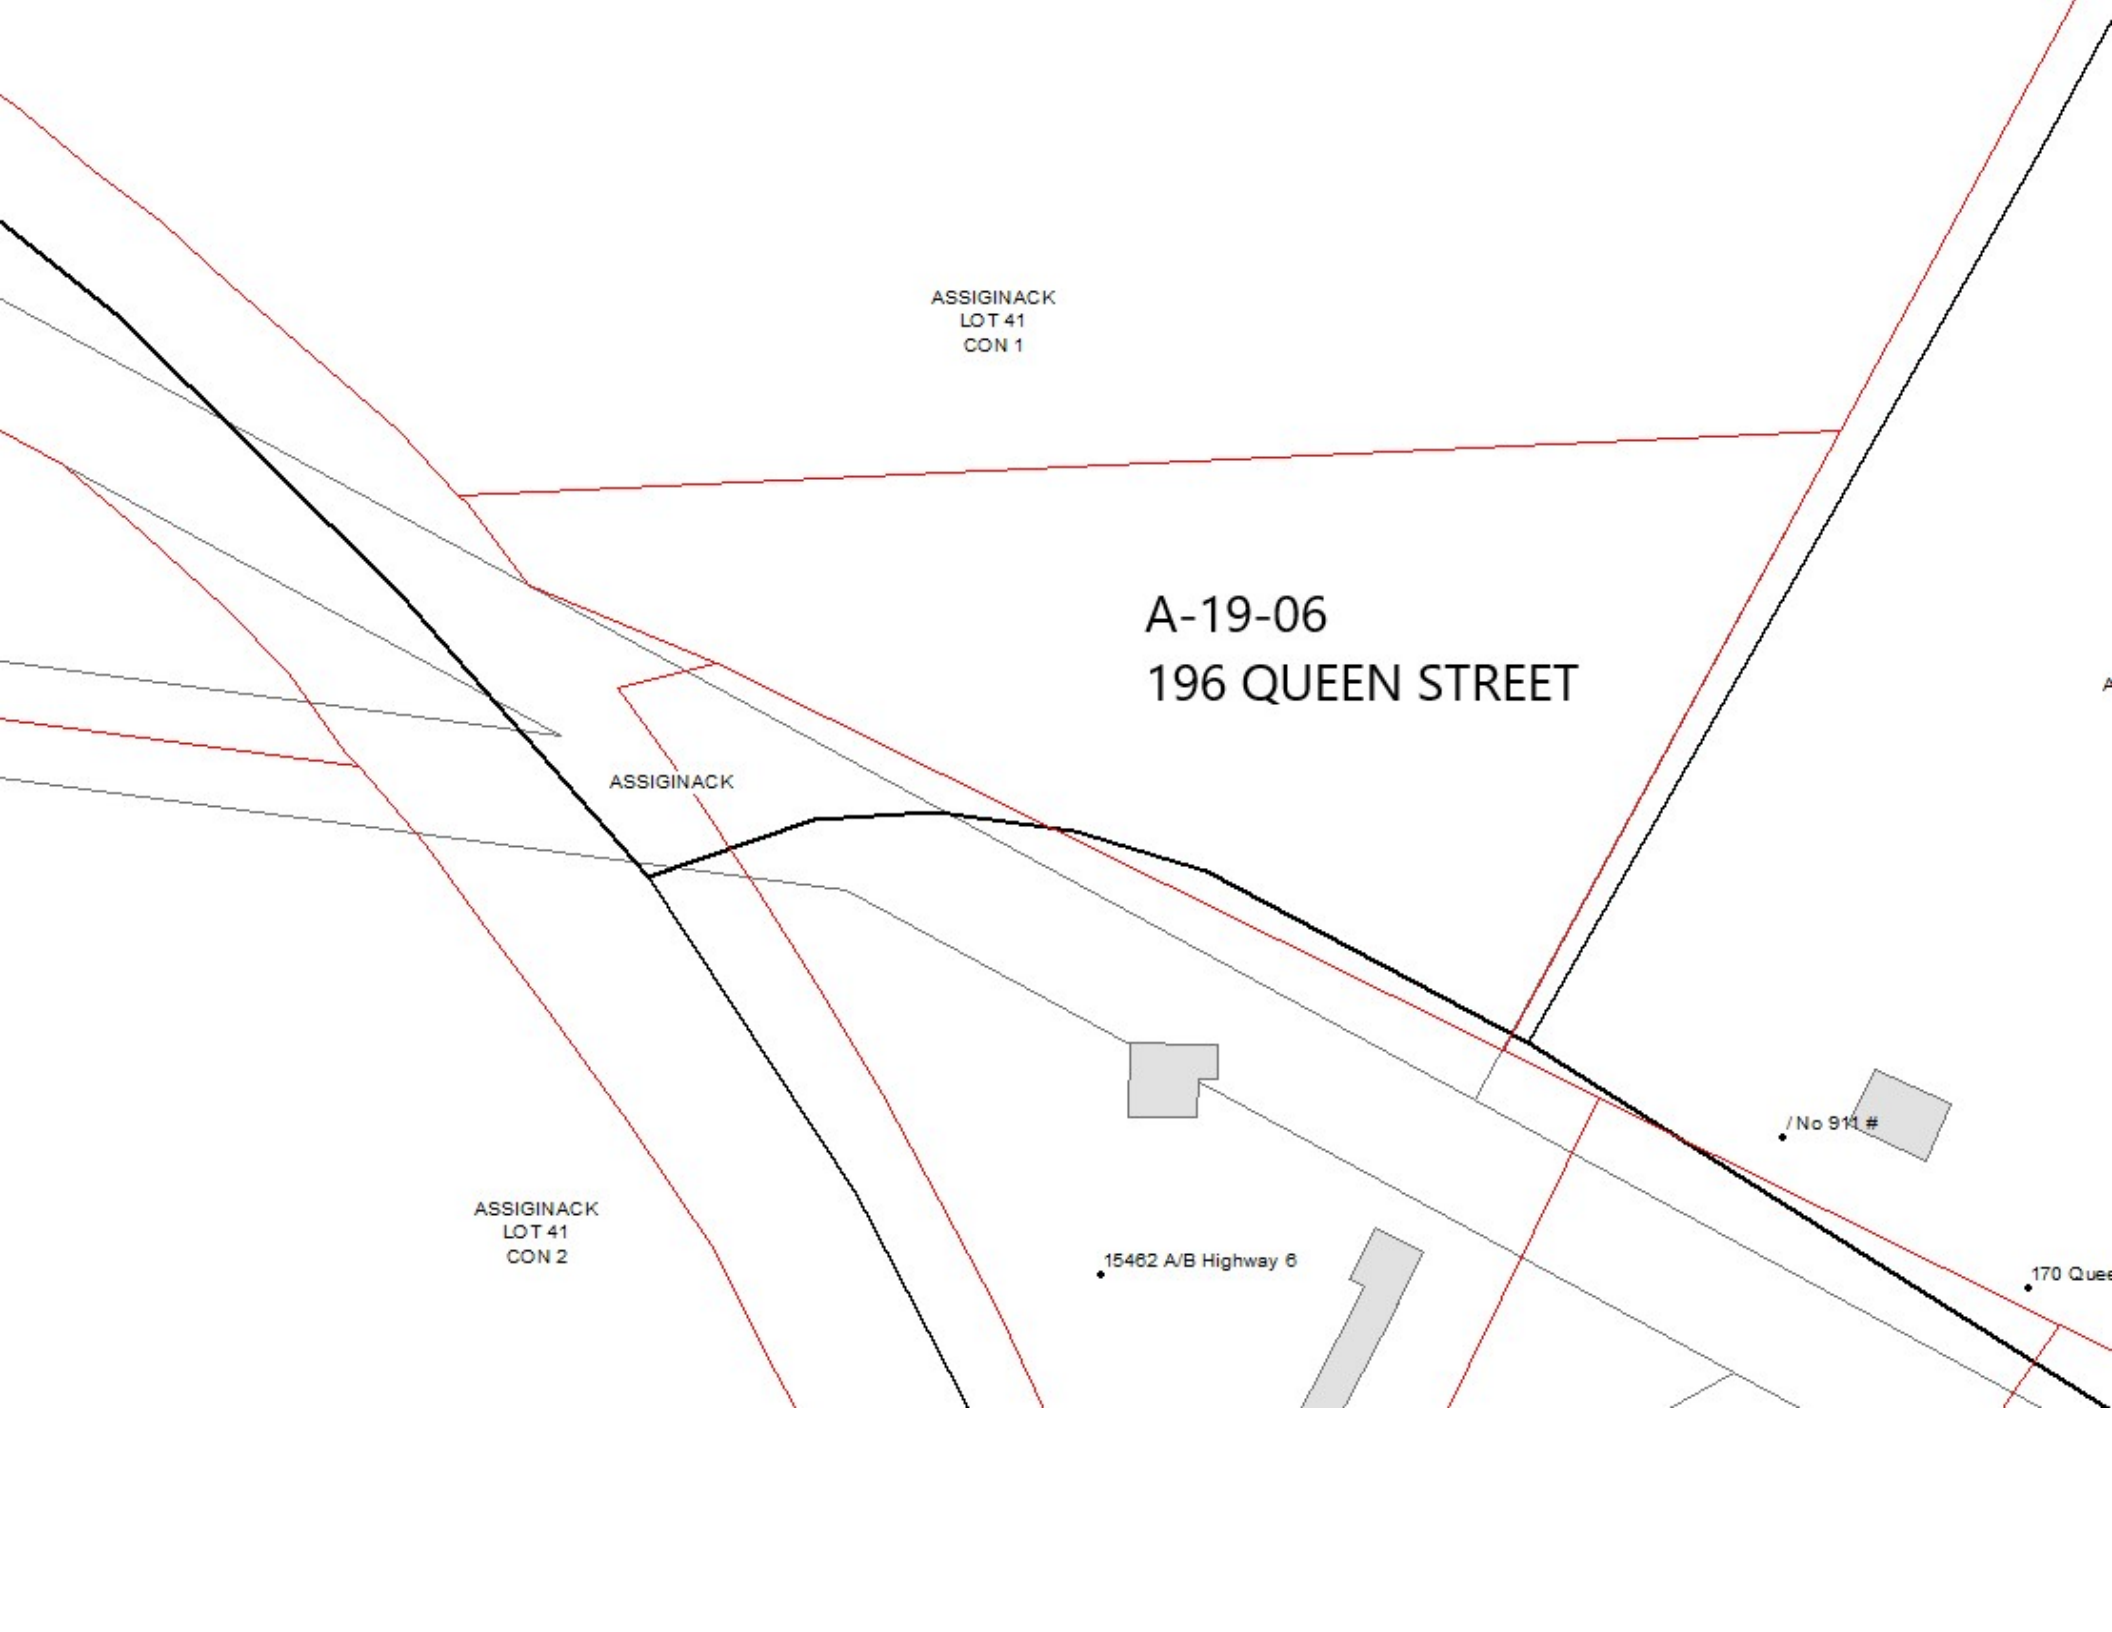 ASSIGINACK
LOT 41
CON 1
A-19-06
196 QUEEN STREET
A
ASSIGINACK
/ No 911 #
ASSIGINACK
LOT 41
CON 2
15462 A/B Highway 6
170 Quee